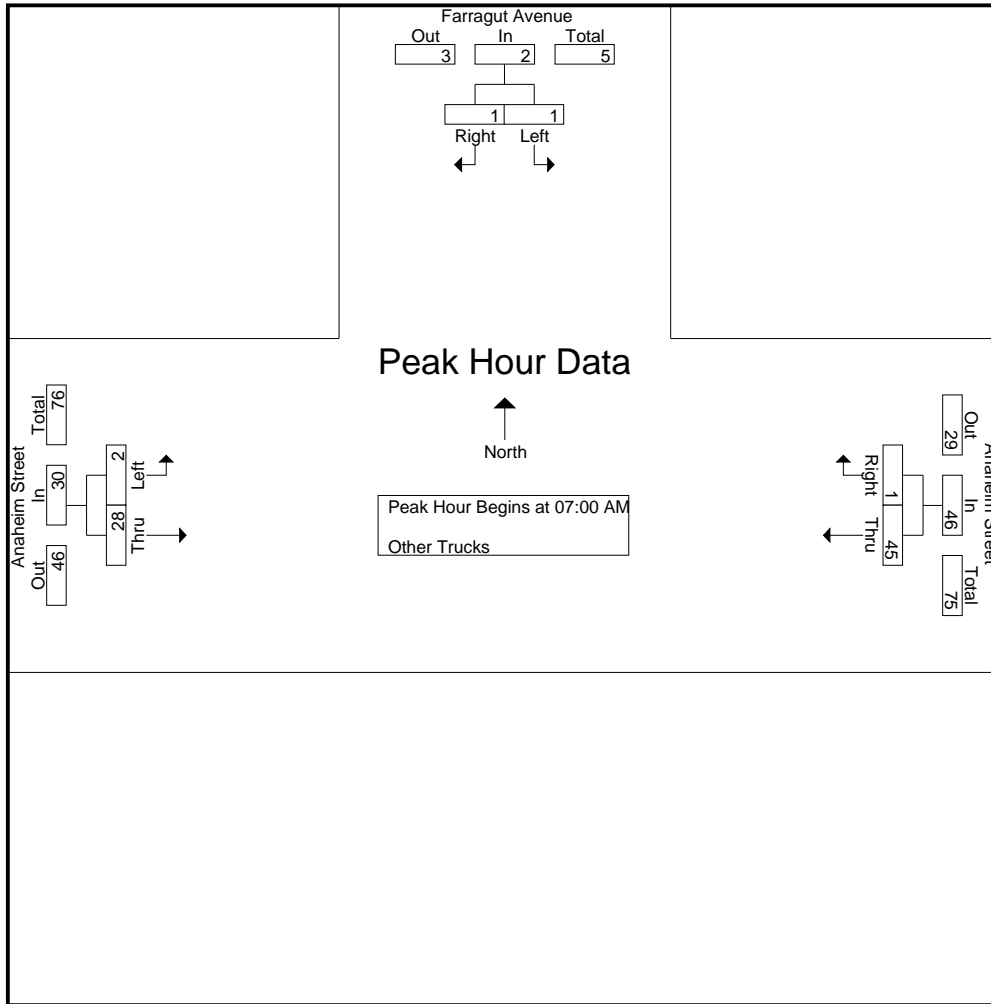 Farragut Avenue
Out In Total
3 2 5
1 1
Right Left
Peak Hour Data
North
Peak Hour Begins at 07:00 AM
Other Trucks
Anaheim Street
Out In Total
46 30 76
Thru Left
28 2
Anaheim Street
Out In Total
29 46 75
Right Thru
1 45